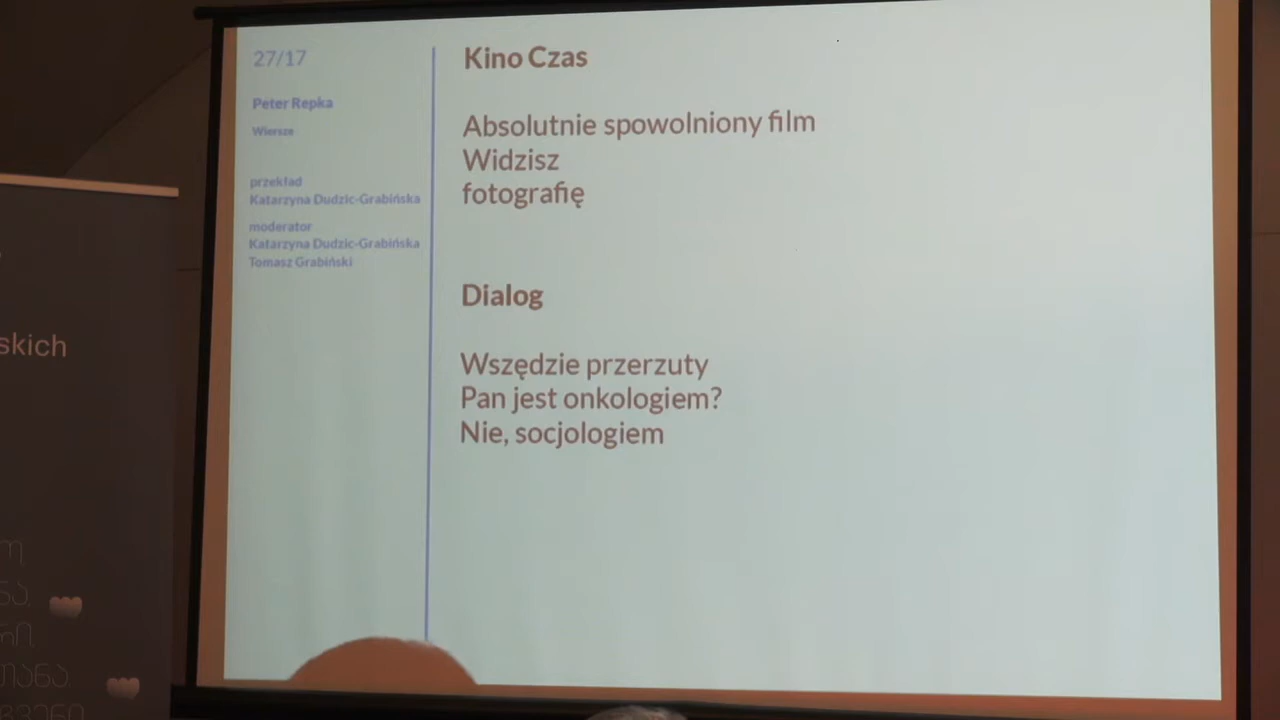 27/17
Peter Repka
Wiersze
przekład
Katarzyna Dudzic-Grabińska
moderator
Katarzyna Dudzic-Grabińska
Tomasz Grabiński
Kino Czas
Absolutnie spowolniony film
Widzisz
fotografię
Dialog
Wszędzie przerzuty
Pan jest onkologiem?
Nie, socjologiem
skich